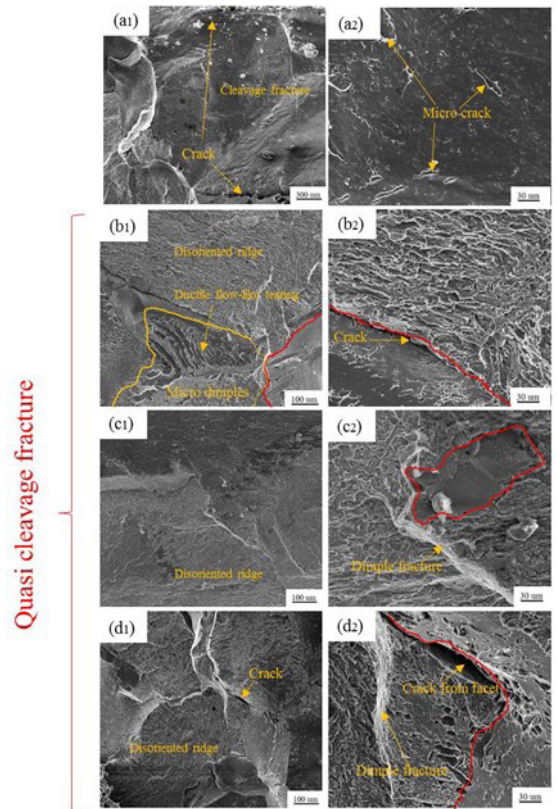 (a1)
Cleavage fracture
Crack
300 um
(a2)
Micro crack
30 um
Quasi cleavage fracture
(b1)
Disoriented ridge
Ductile flow-like tearing
Micro dimples
100 um
(b2)
Crack
30 um
(c1)
Disoriented ridge
100 um
(c2)
Dimple fracture
30 um
(d1)
Crack
Disoriented ridge
100 um
(d2)
Crack from facet
Dimple fracture
30 um